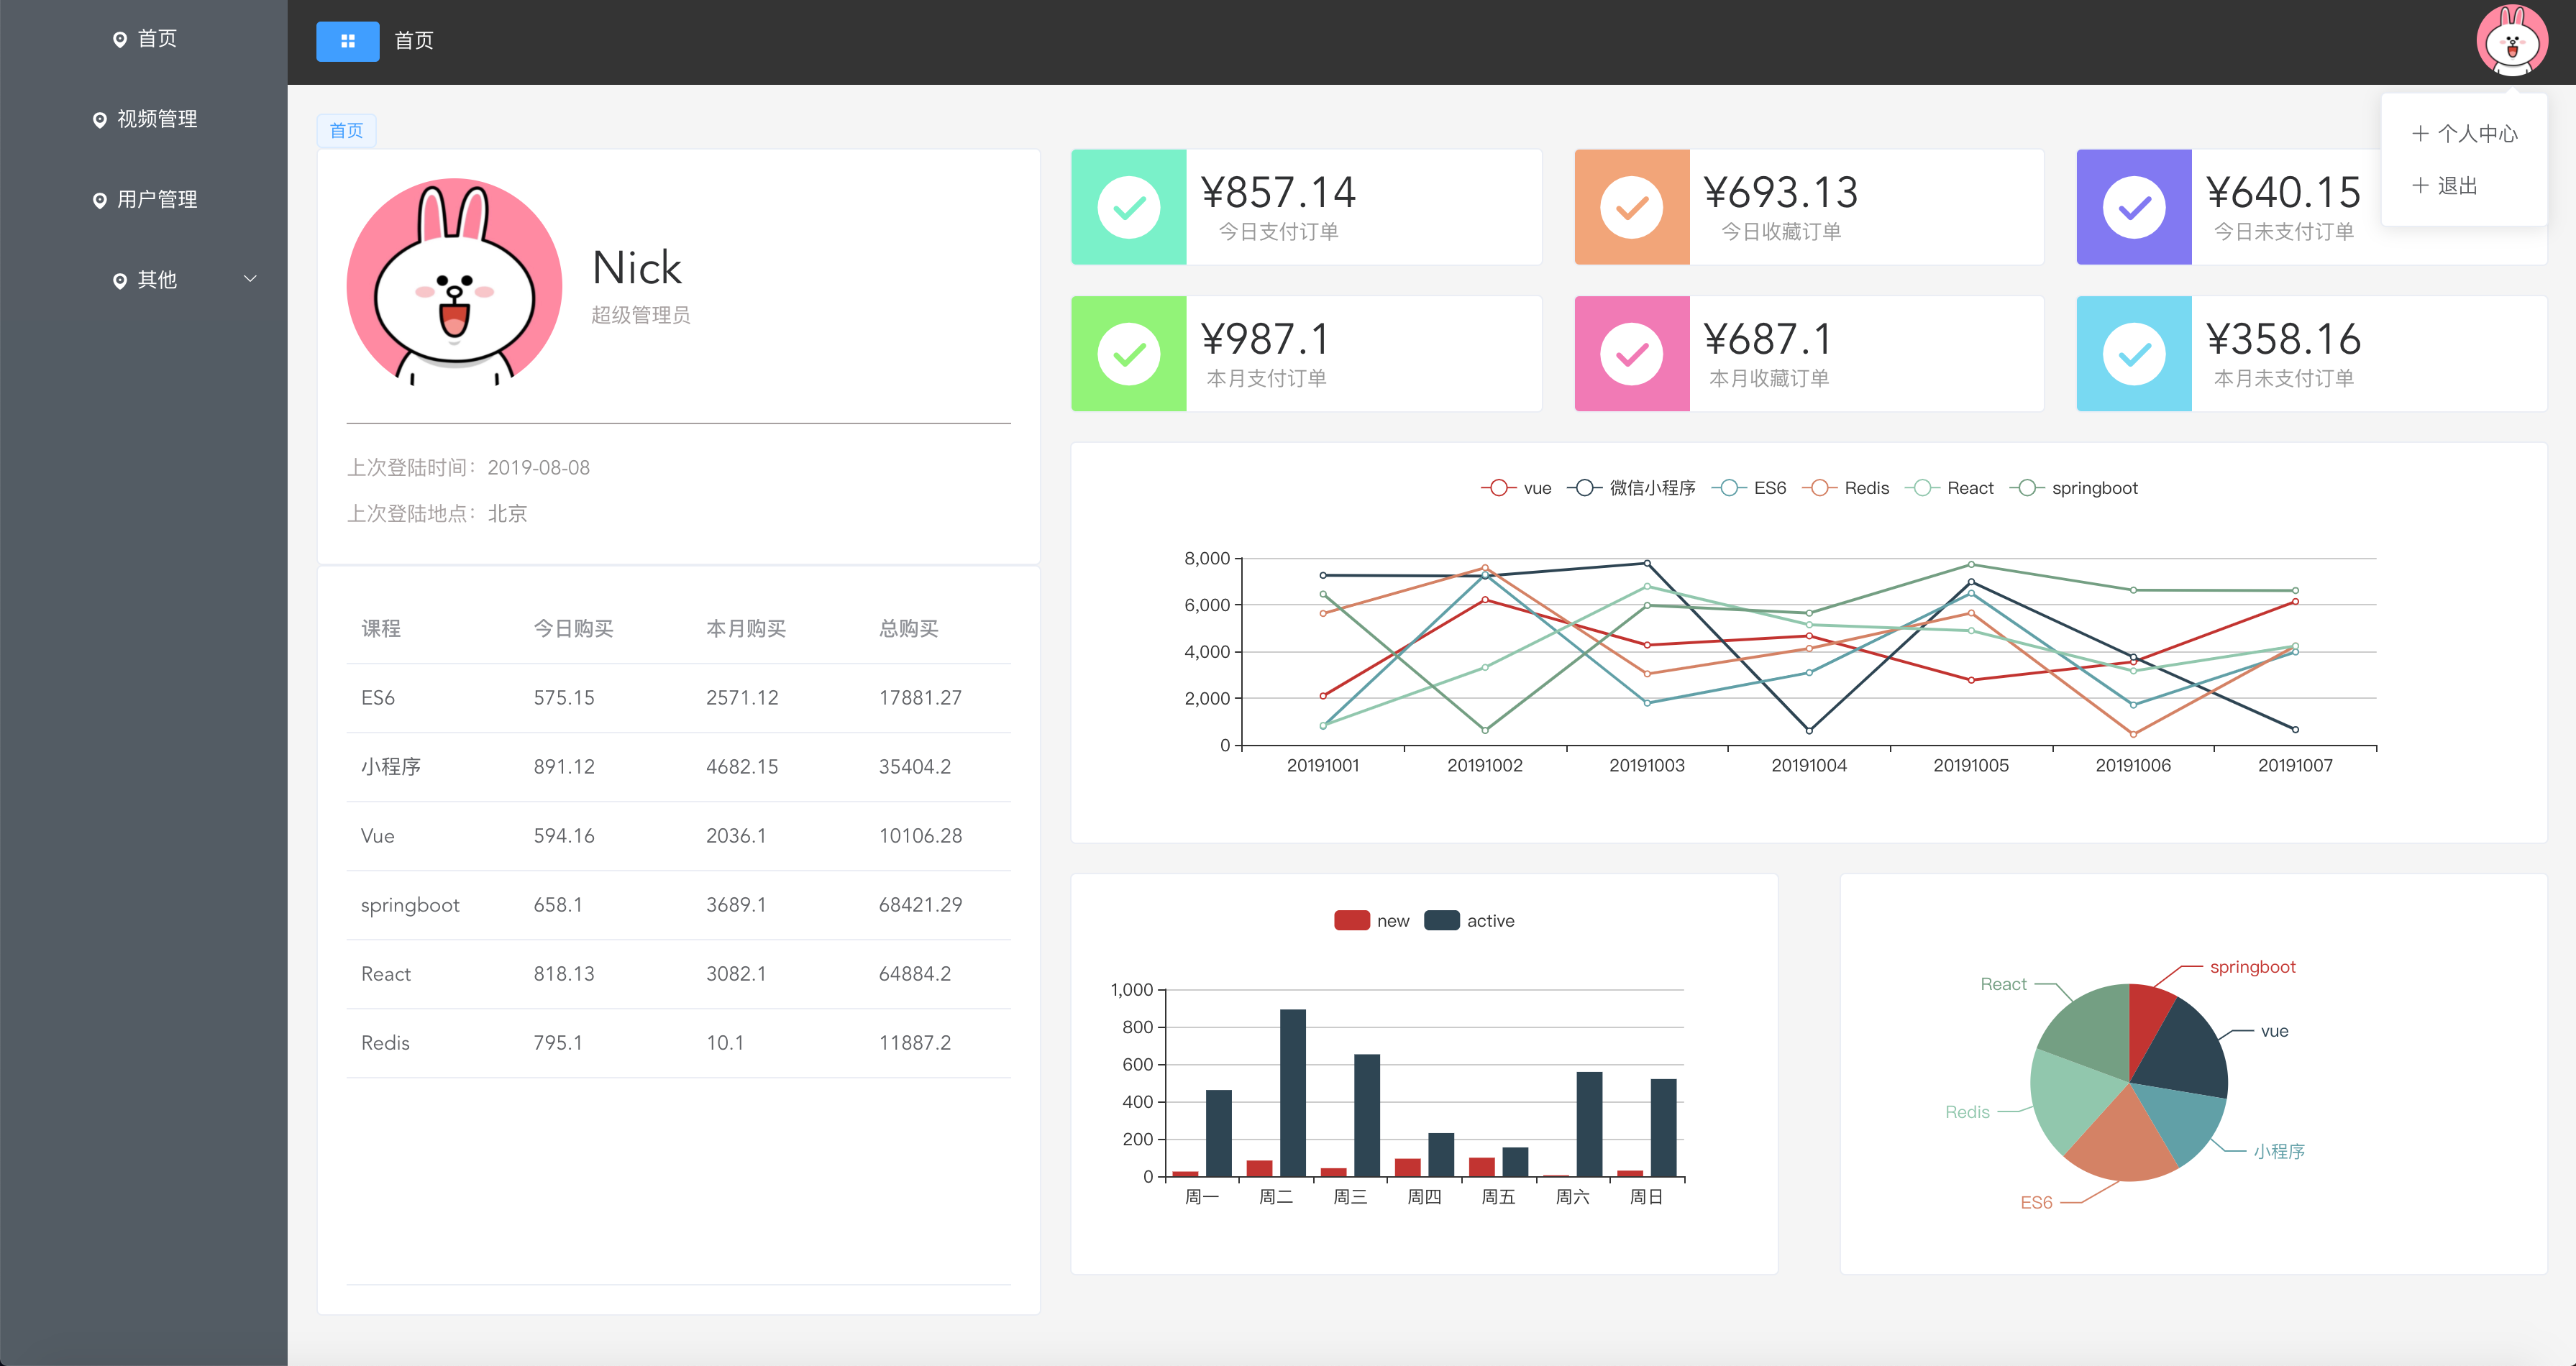 首页
视频管理
用户管理
其他
首页
个人中心
退出
首页
Nick
超级管理员
上次登陆时间：2019-08-08
上次登陆地点：北京
课程 今日购买 本月购买 总购买
ES6 575.15 2571.12 17881.27
小程序 891.12 4682.15 35404.2
Vue 594.16 2036.1 10106.28
springboot 658.1 3689.1 68421.29
React 818.13 3082.1 64884.2
Redis 795.1 10.1 11887.2
¥857.14
今日支付订单
¥693.13
今日收藏订单
¥640.15
今日未支付订单
¥987.1
本月支付订单
¥687.1
本月收藏订单
¥358.16
本月未支付订单
vue 微信小程序 ES6 Redis React springboot
8,000
6,000
4,000
2,000
0
20191001 20191002 20191003 20191004 20191005 20191006 20191007
new active
1,000
800
600
400
200
0
周一 周二 周三 周四 周五 周六 周日
springboot
React
vue
Redis
小程序
ES6